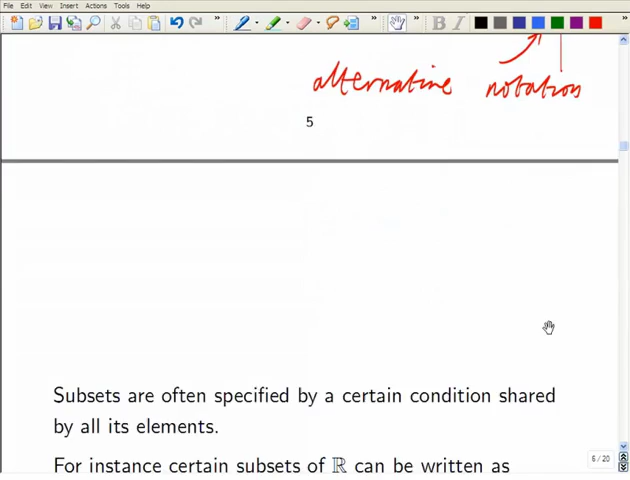 File Edit View Insert Actions Tools Help
B I
alternative notation
5
Subsets are often specified by a certain condition shared
by all its elements.
For instance certain subsets of ℝ can be written as
6 / 20